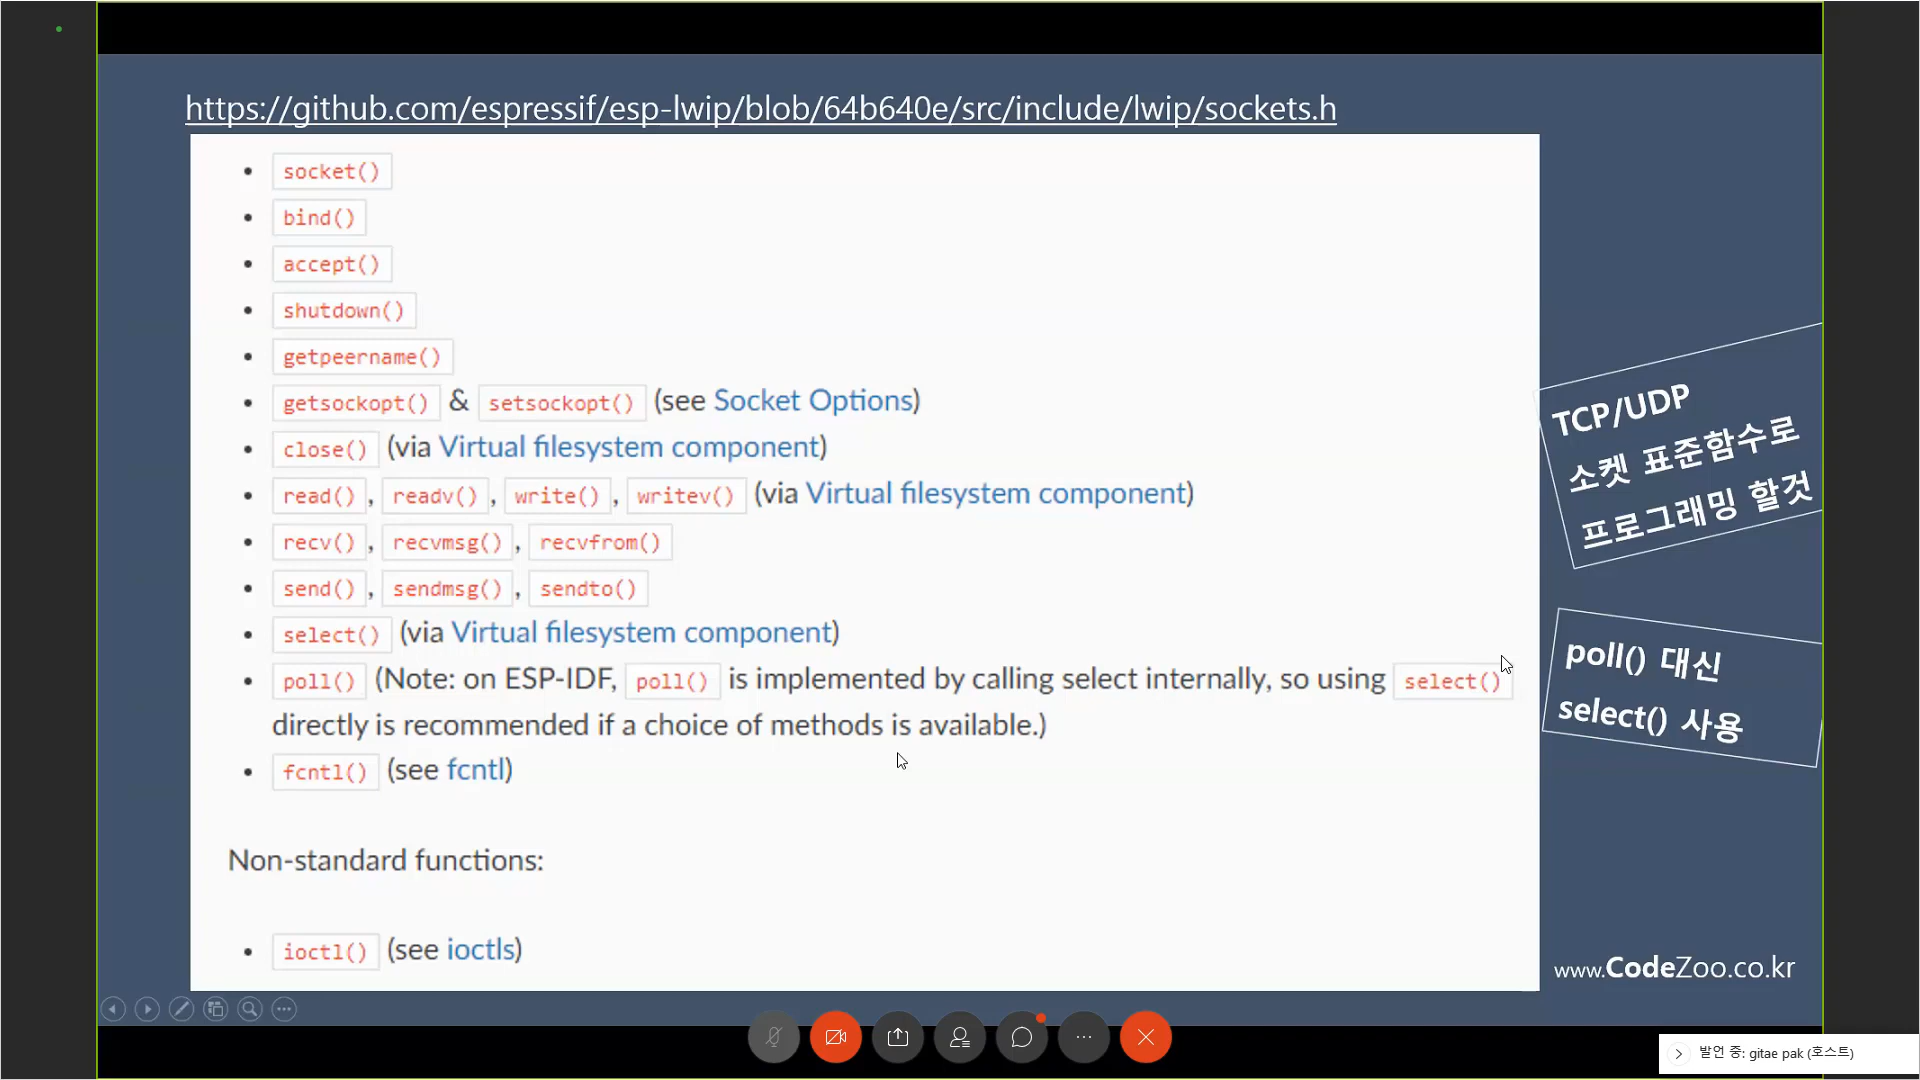 https://github.com/espressif/esp-lwip/blob/64b640e/src/include/lwip/sockets.h
• socket()
• bind()
• accept()
• shutdown()
• getpeername()
• getsockopt() & setsockopt() (see Socket Options)
• close() (via Virtual filesystem component)
• read() , readv() , write() , writev() (via Virtual filesystem component)
• recv() , recvmsg() , recvfrom()
• send() , sendmsg() , sendto()
• select() (via Virtual filesystem component)
• poll() (Note: on ESP-IDF, poll() is implemented by calling select internally, so using select()
directly is recommended if a choice of methods is available.)
• fcntl() (see fcntl)
Non-standard functions:
• ioctl() (see ioctls)
TCP/UDP
소켓 표준함수로
프로그래밍 할것
poll() 대신
select() 사용
www.CodeZoo.co.kr
발언 중: gitae pak (호스트)